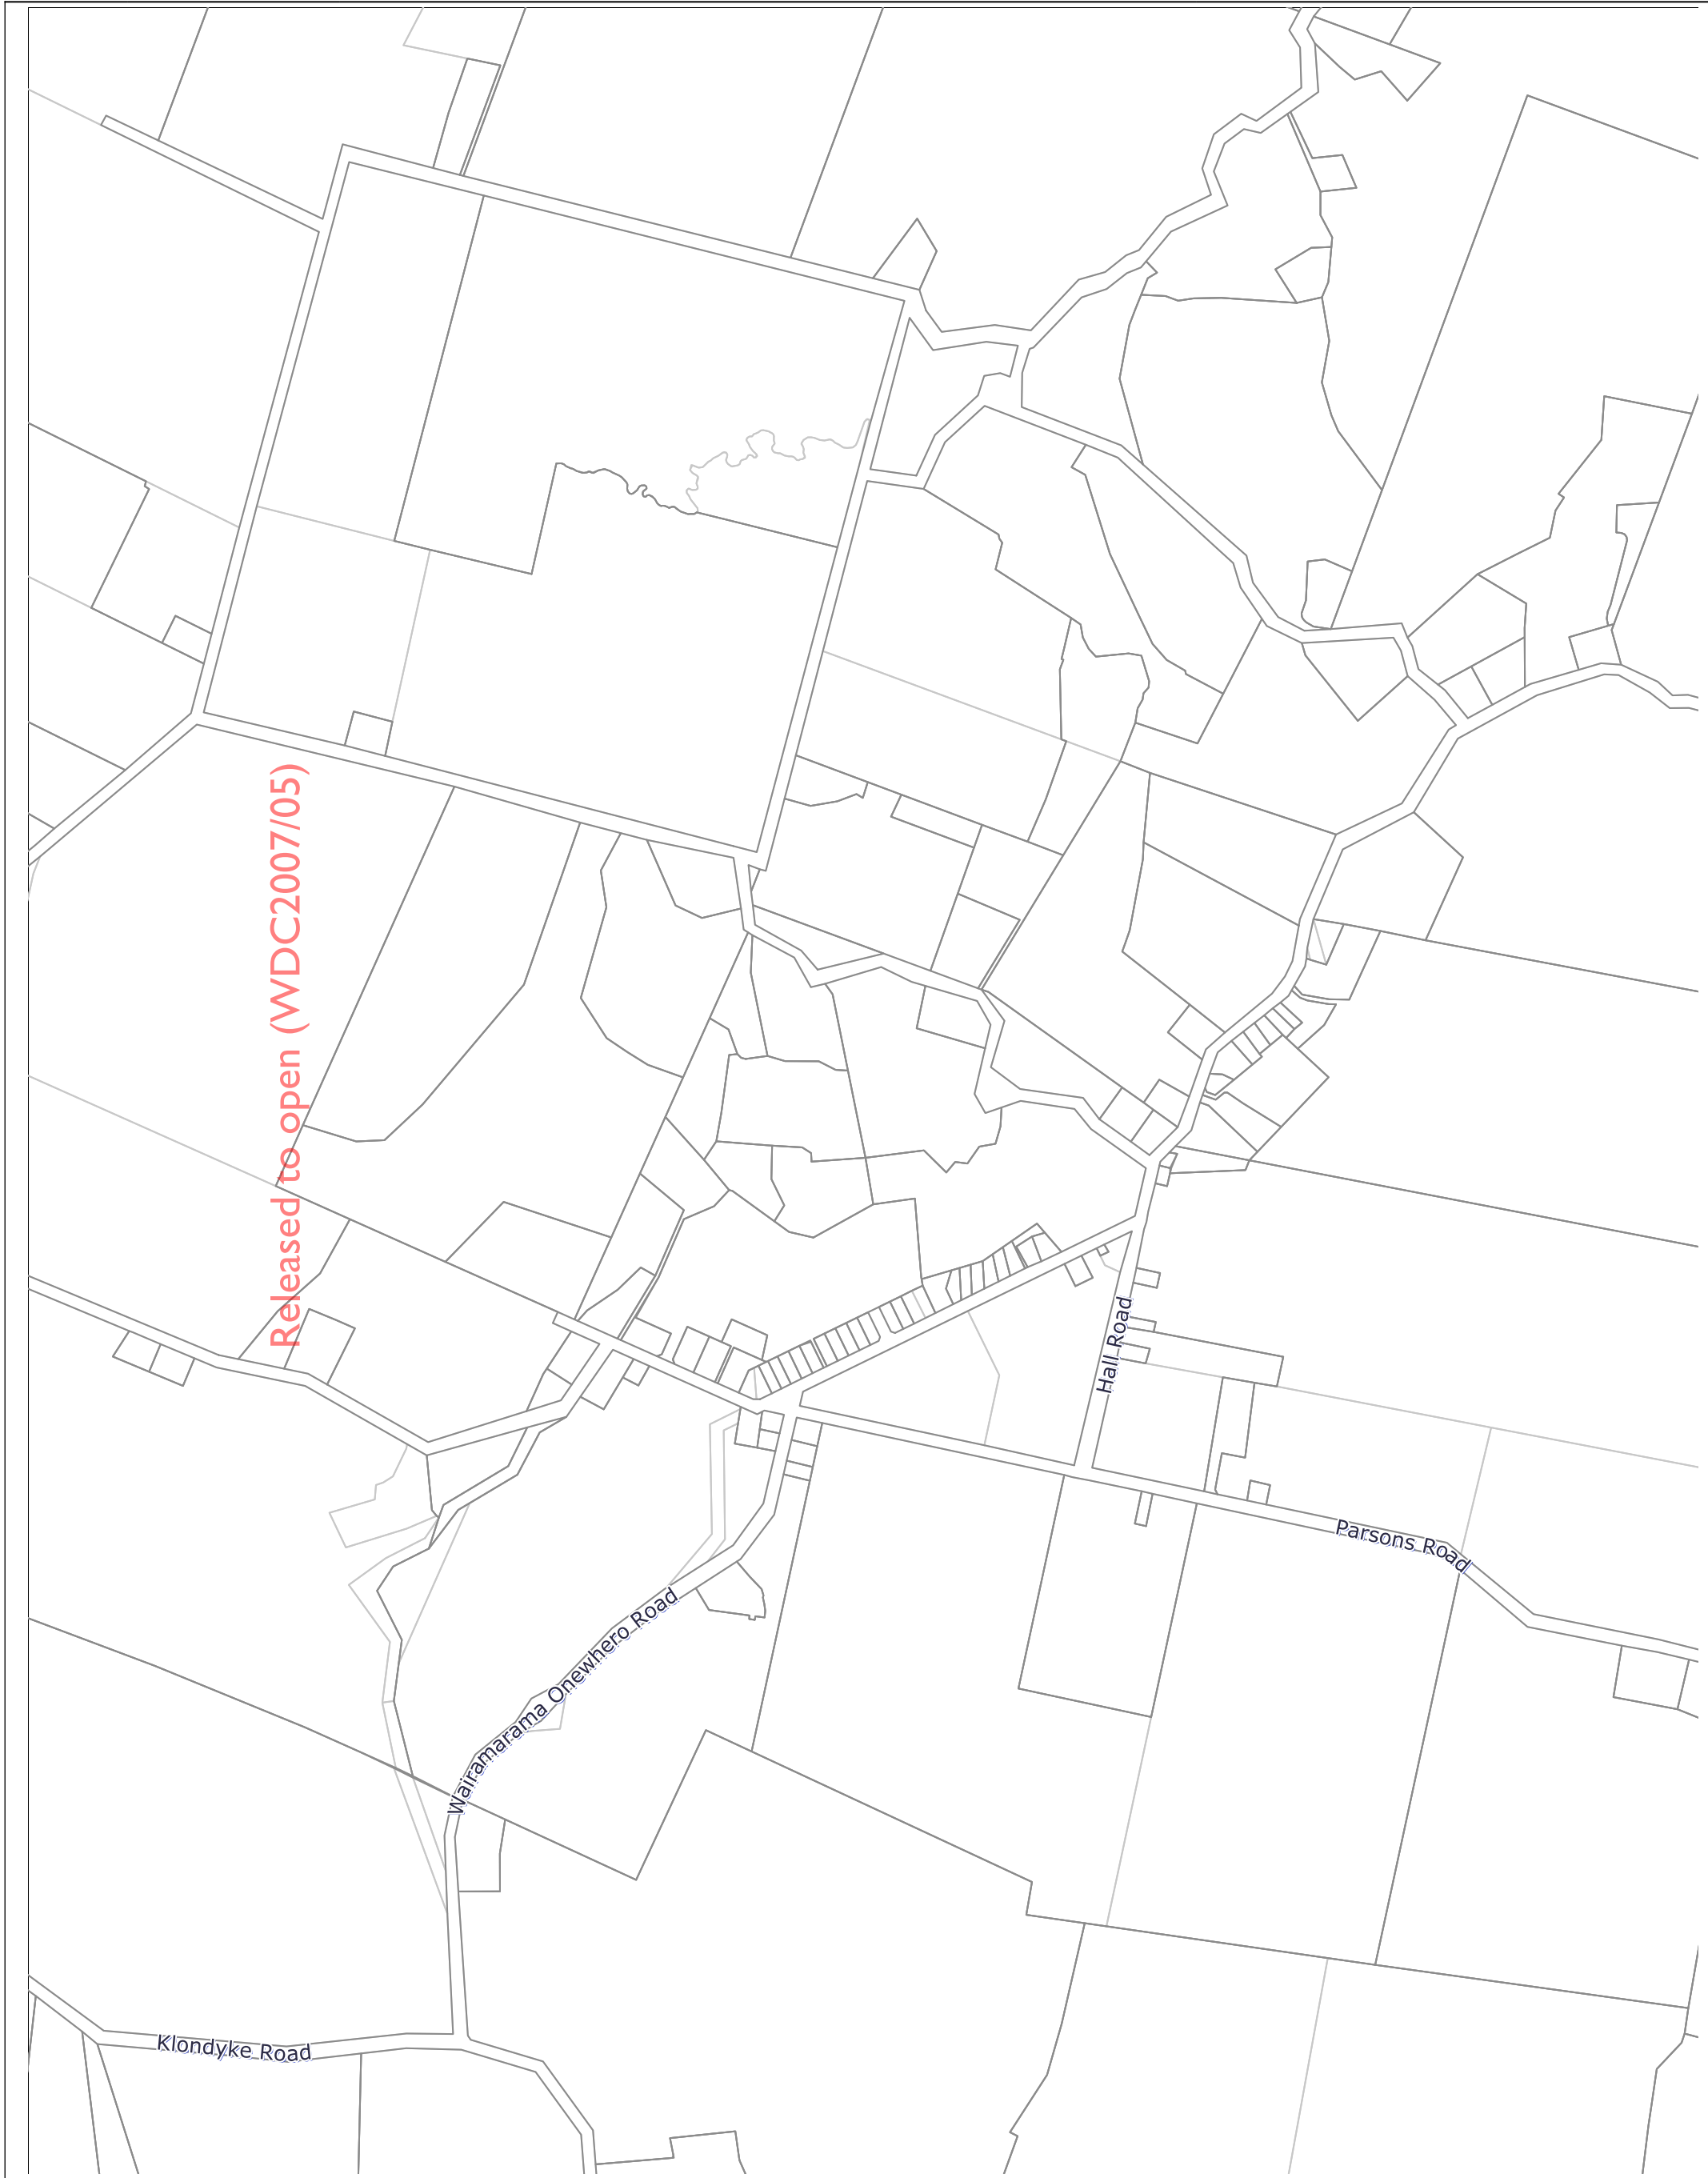 Released to open (WDC2007/05)
Hall Road
Parsons Road
Wairamarama Onewhero Road
Klondyke Road